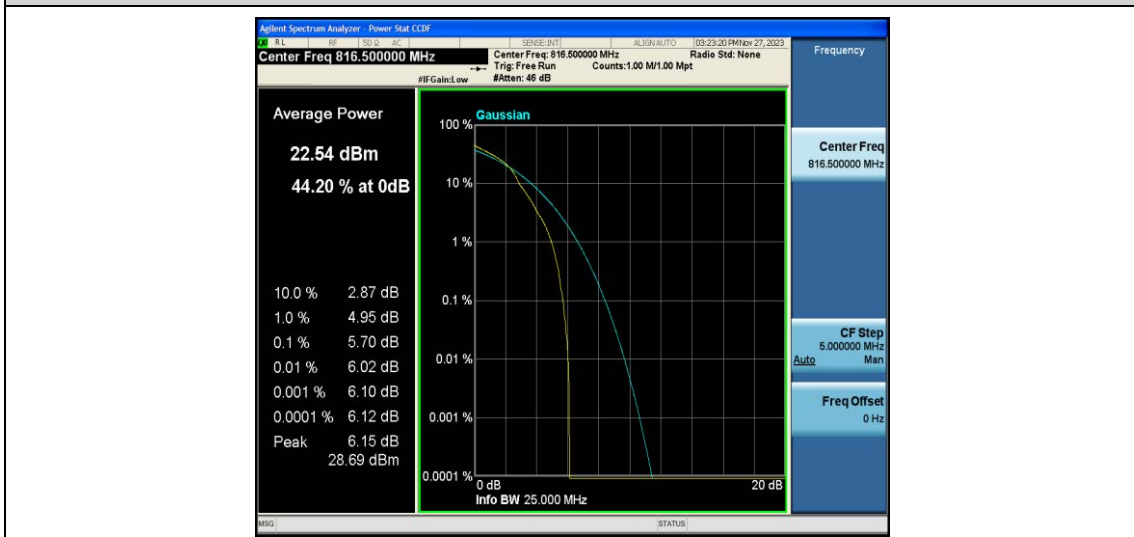 Agilent Spectrum Analyzer - Power Stat CCDF
RL RF 50 Ω AC SENSE:INT ALIGN AUTO 03:23:20 PM Nov 27, 2023
Center Freq 816.500000 MHz
Center Freq: 816.500000 MHz Radio Std: None
Trig: Free Run Counts:1.00 M/1.00 Mpt
#IFGain:Low #Atten: 46 dB
Frequency
Average Power
22.54 dBm
44.20 % at 0dB
10.0 % 2.87 dB
1.0 % 4.95 dB
0.1 % 5.70 dB
0.01 % 6.02 dB
0.001 % 6.10 dB
0.0001 % 6.12 dB
Peak 6.15 dB
28.69 dBm
Gaussian
100 %
10 %
1 %
0.1 %
0.01 %
0.001 %
0.0001 %
0 dB 20 dB
Info BW 25.000 MHz
Center Freq
816.500000 MHz
CF Step
5.000000 MHz
Auto Man
Freq Offset
0 Hz
MSG STATUS